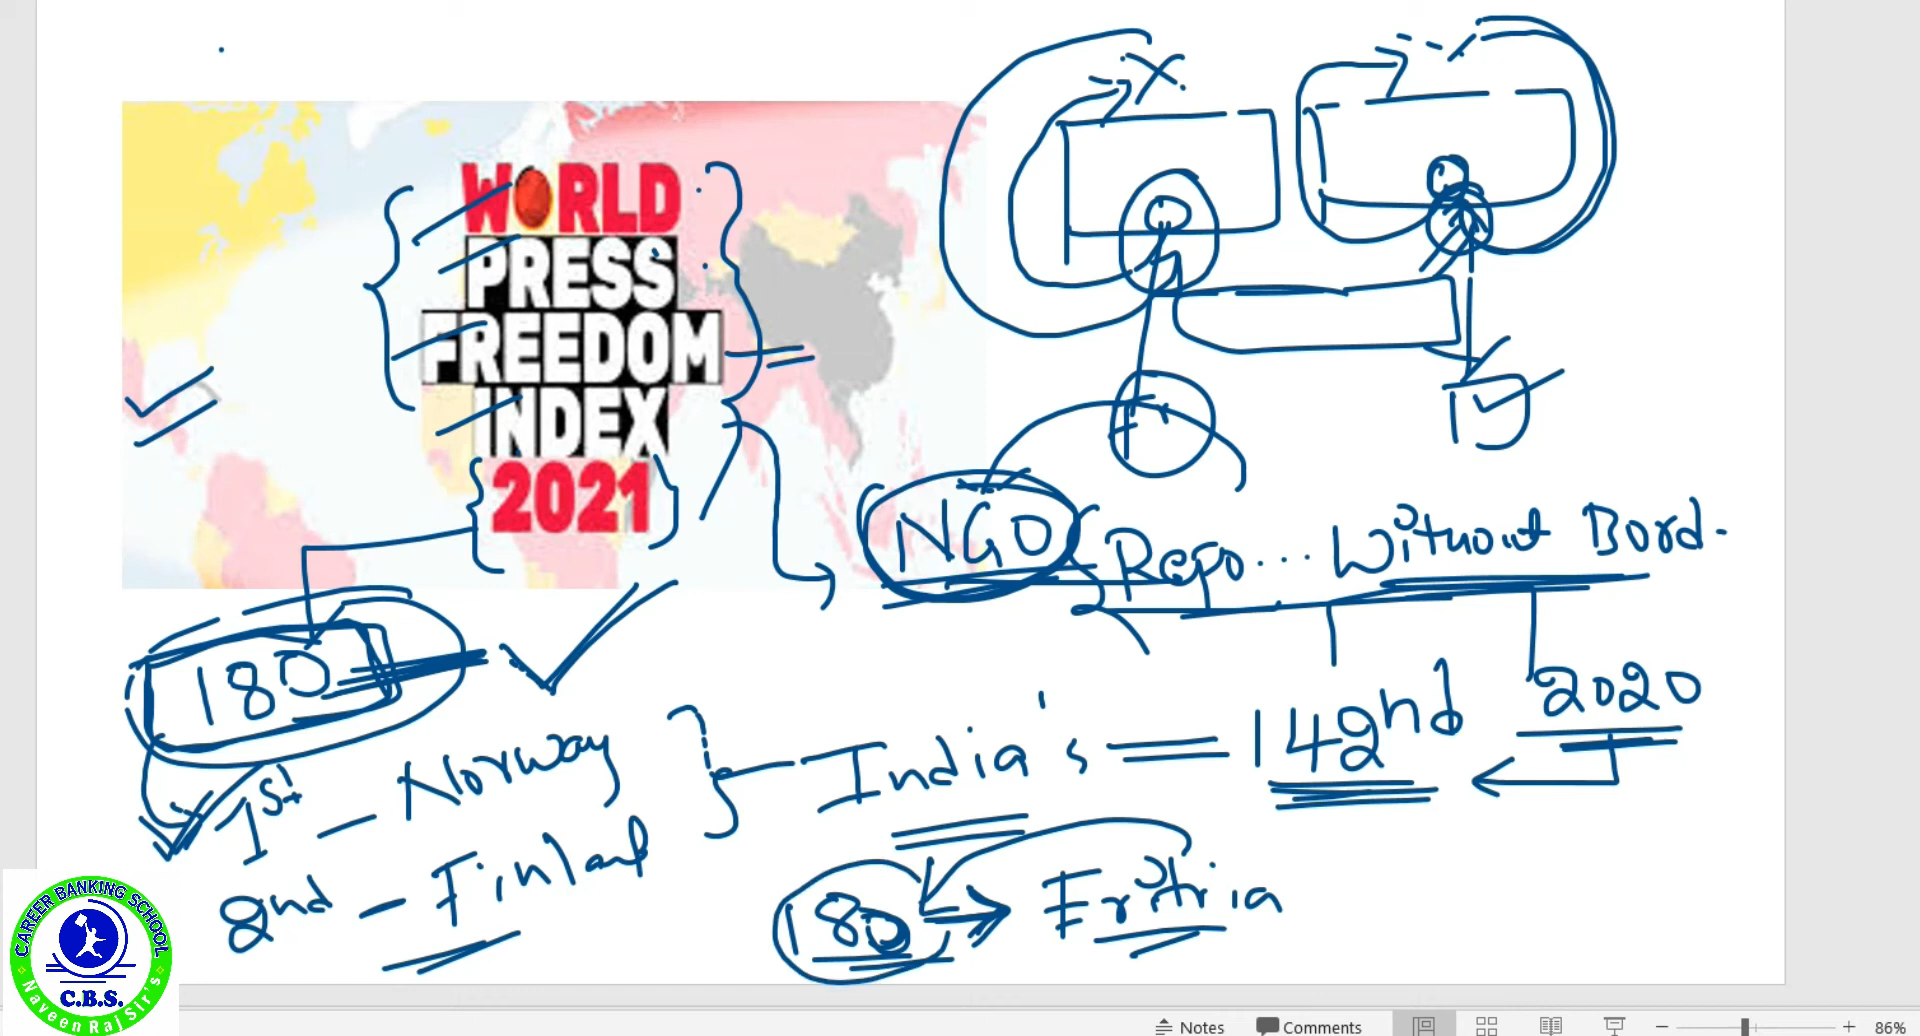 WORLD
PRESS
FREEDOM
INDEX
2021
NGO Repo... Without Bord-
180
1st - Norway
2nd - Finland
India's = 142nd
2020
180 → Eritria
CAREER BANKING SCHOOL
C.B.S.
Naveen Raj Sir's
Notes
Comments
86%